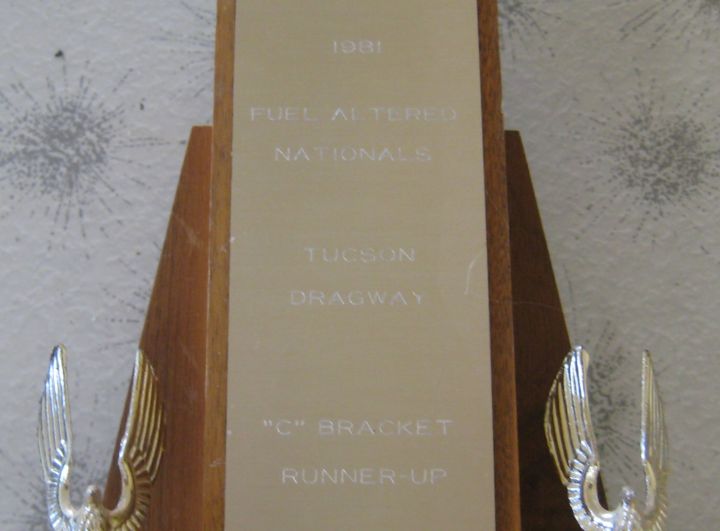 1981
FUEL ALTERED
NATIONALS
TUCSON
DRAGWAY
"C" BRACKET
RUNNER-UP